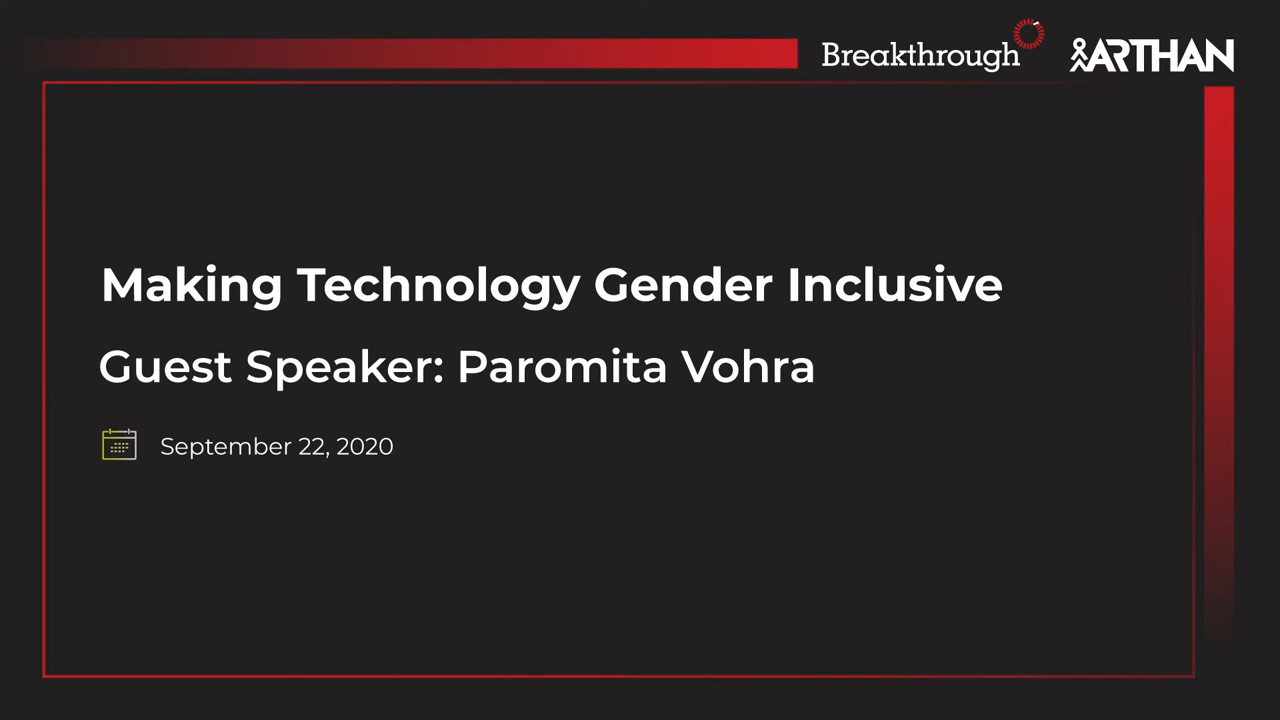 Breakthrough
ARTHAN
Making Technology Gender Inclusive
Guest Speaker: Paromita Vohra
September 22, 2020